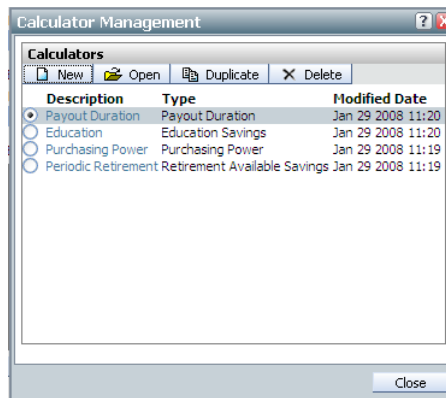 Calculator Management ?
Calculators
New Open Duplicate Delete
Description Type Modified Date
Payout Duration Payout Duration Jan 29 2008 11:20
Education Education Savings Jan 29 2008 11:20
Purchasing Power Purchasing Power Jan 29 2008 11:19
Periodic Retirement Retirement Available Savings Jan 29 2008 11:19
Close